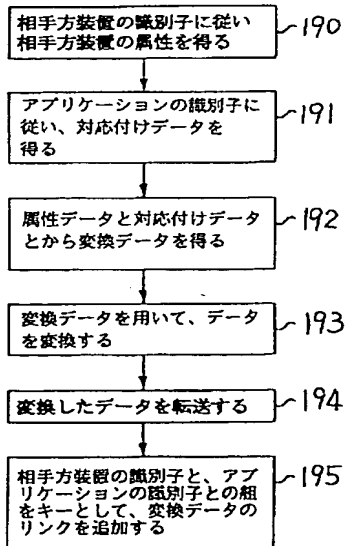 相手方装置の識別子に従い
相手方装置の属性を得る
190
アプリケーションの識別子に
従い、対応付けデータを
得る
191
属性データと対応付けデータ
とから変換データを得る
192
変換データを用いて、データ
を変換する
193
変換したデータを転送する
194
相手方装置の識別子と、アプ
リケーションの識別子との組
をキーとして、変換データの
リンクを追加する
195